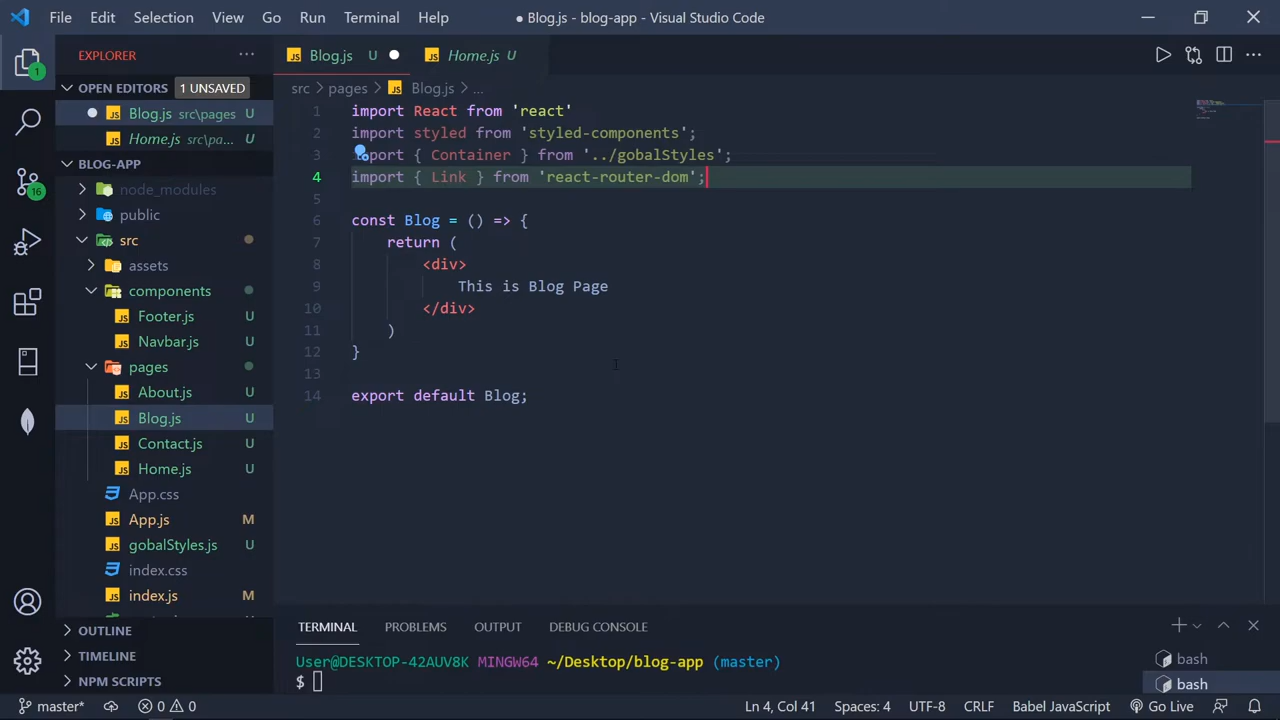 File Edit Selection View Go Run Terminal Help
● Blog.js - blog-app - Visual Studio Code
EXPLORER
Blog.js U
Home.js U
OPEN EDITORS 1 UNSAVED
Blog.js src\pages U
Home.js src\pa... U
BLOG-APP
node_modules
public
src
assets
components
Footer.js U
Navbar.js U
pages
About.js U
Blog.js U
Contact.js U
Home.js U
App.css
App.js M
gobalStyles.js U
index.css
index.js M
OUTLINE
TIMELINE
NPM SCRIPTS
1
16
src > pages > Blog.js > ...
1 import React from 'react'
2 import styled from 'styled-components';
3 import { Container } from '../gobalStyles';
4 import { Link } from 'react-router-dom';
5
6 const Blog = () => {
7 return (
8 <div>
9 This is Blog Page
10 </div>
11 )
12 }
13
14 export default Blog;
TERMINAL PROBLEMS OUTPUT DEBUG CONSOLE
User@DESKTOP-42AUV8K MINGW64 ~/Desktop/blog-app (master)
$
bash
bash
master* 0 0 Ln 4, Col 41 Spaces: 4 UTF-8 CRLF Babel JavaScript Go Live